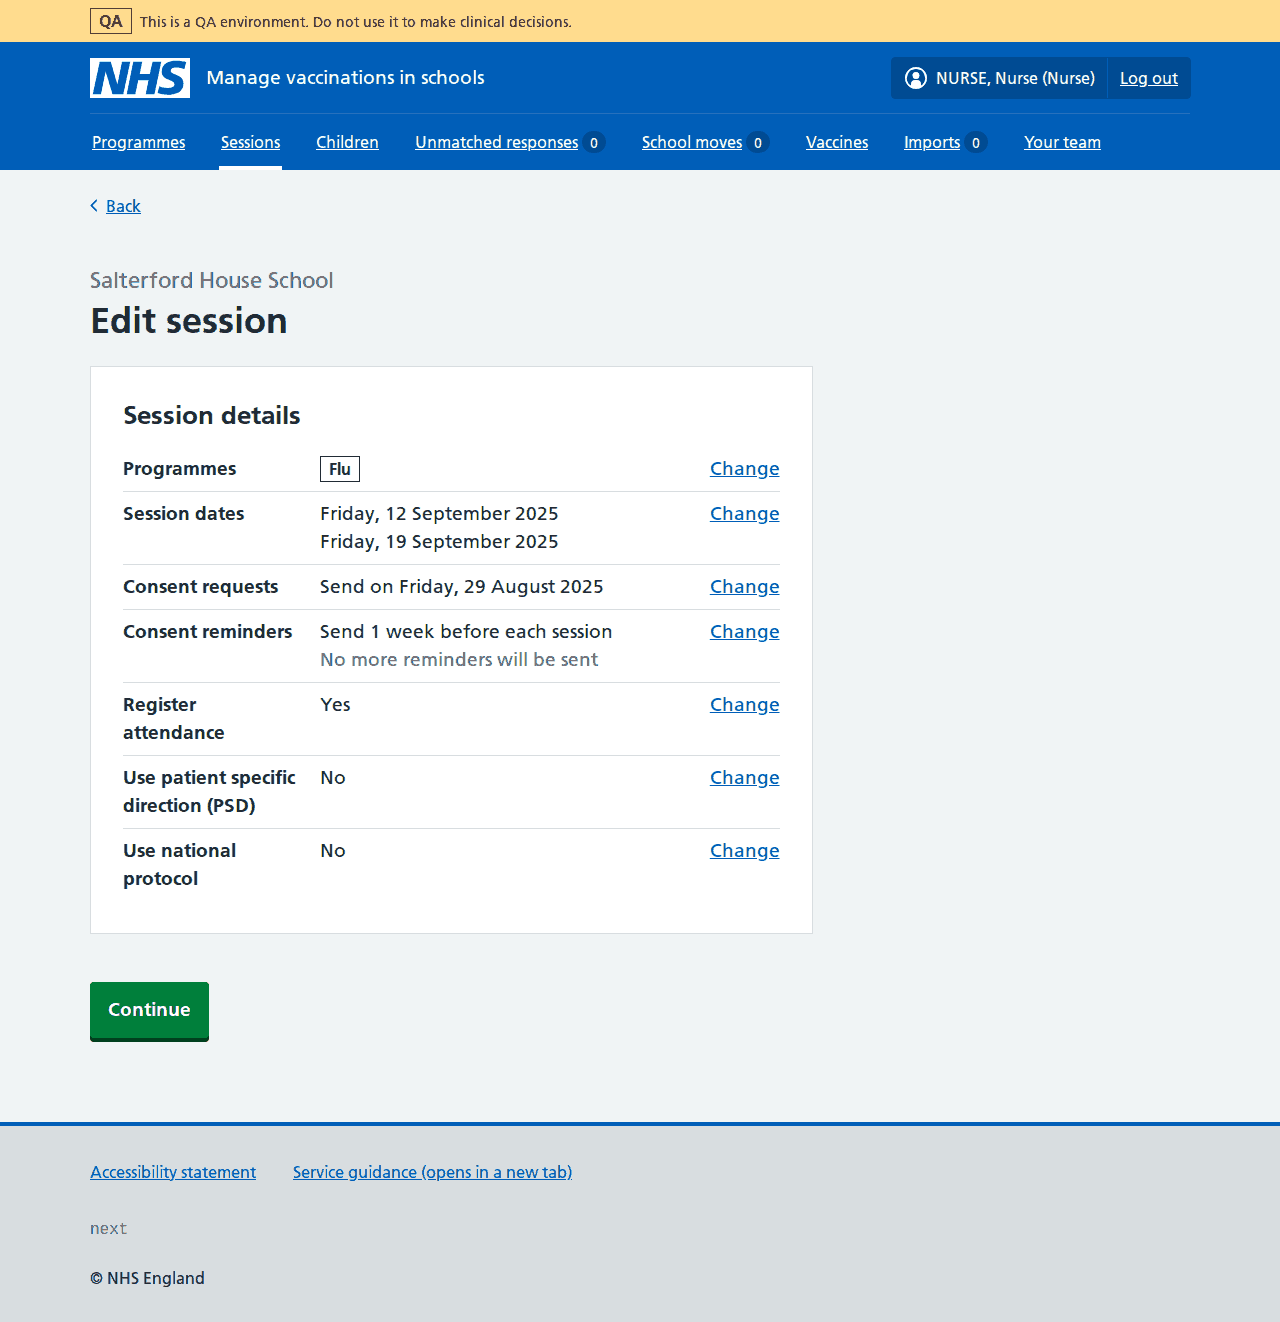 QA This is a QA environment. Do not use it to make clinical decisions.
NHS Manage vaccinations in schools NURSE, Nurse (Nurse) Log out
Programmes Sessions Children Unmatched responses 0 School moves 0 Vaccines Imports 0 Your team
Back
Salterford House School
Edit session
Session details
Programmes Flu Change
Session dates Friday, 12 September 2025 Change
Friday, 19 September 2025
Consent requests Send on Friday, 29 August 2025 Change
Consent reminders Send 1 week before each session Change
No more reminders will be sent
Register Yes Change
attendance
Use patient specific No Change
direction (PSD)
Use national No Change
protocol
Continue
Accessibility statement Service guidance (opens in a new tab)
next
© NHS England